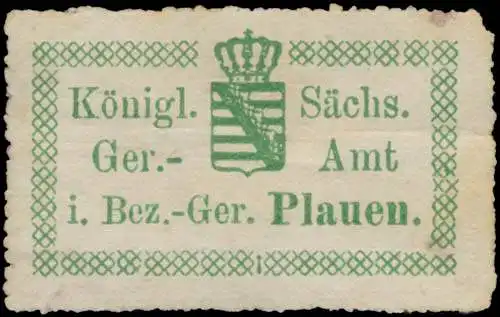 Königl. Sächs.
Ger.- Amt
i. Bez.-Ger. Plauen.